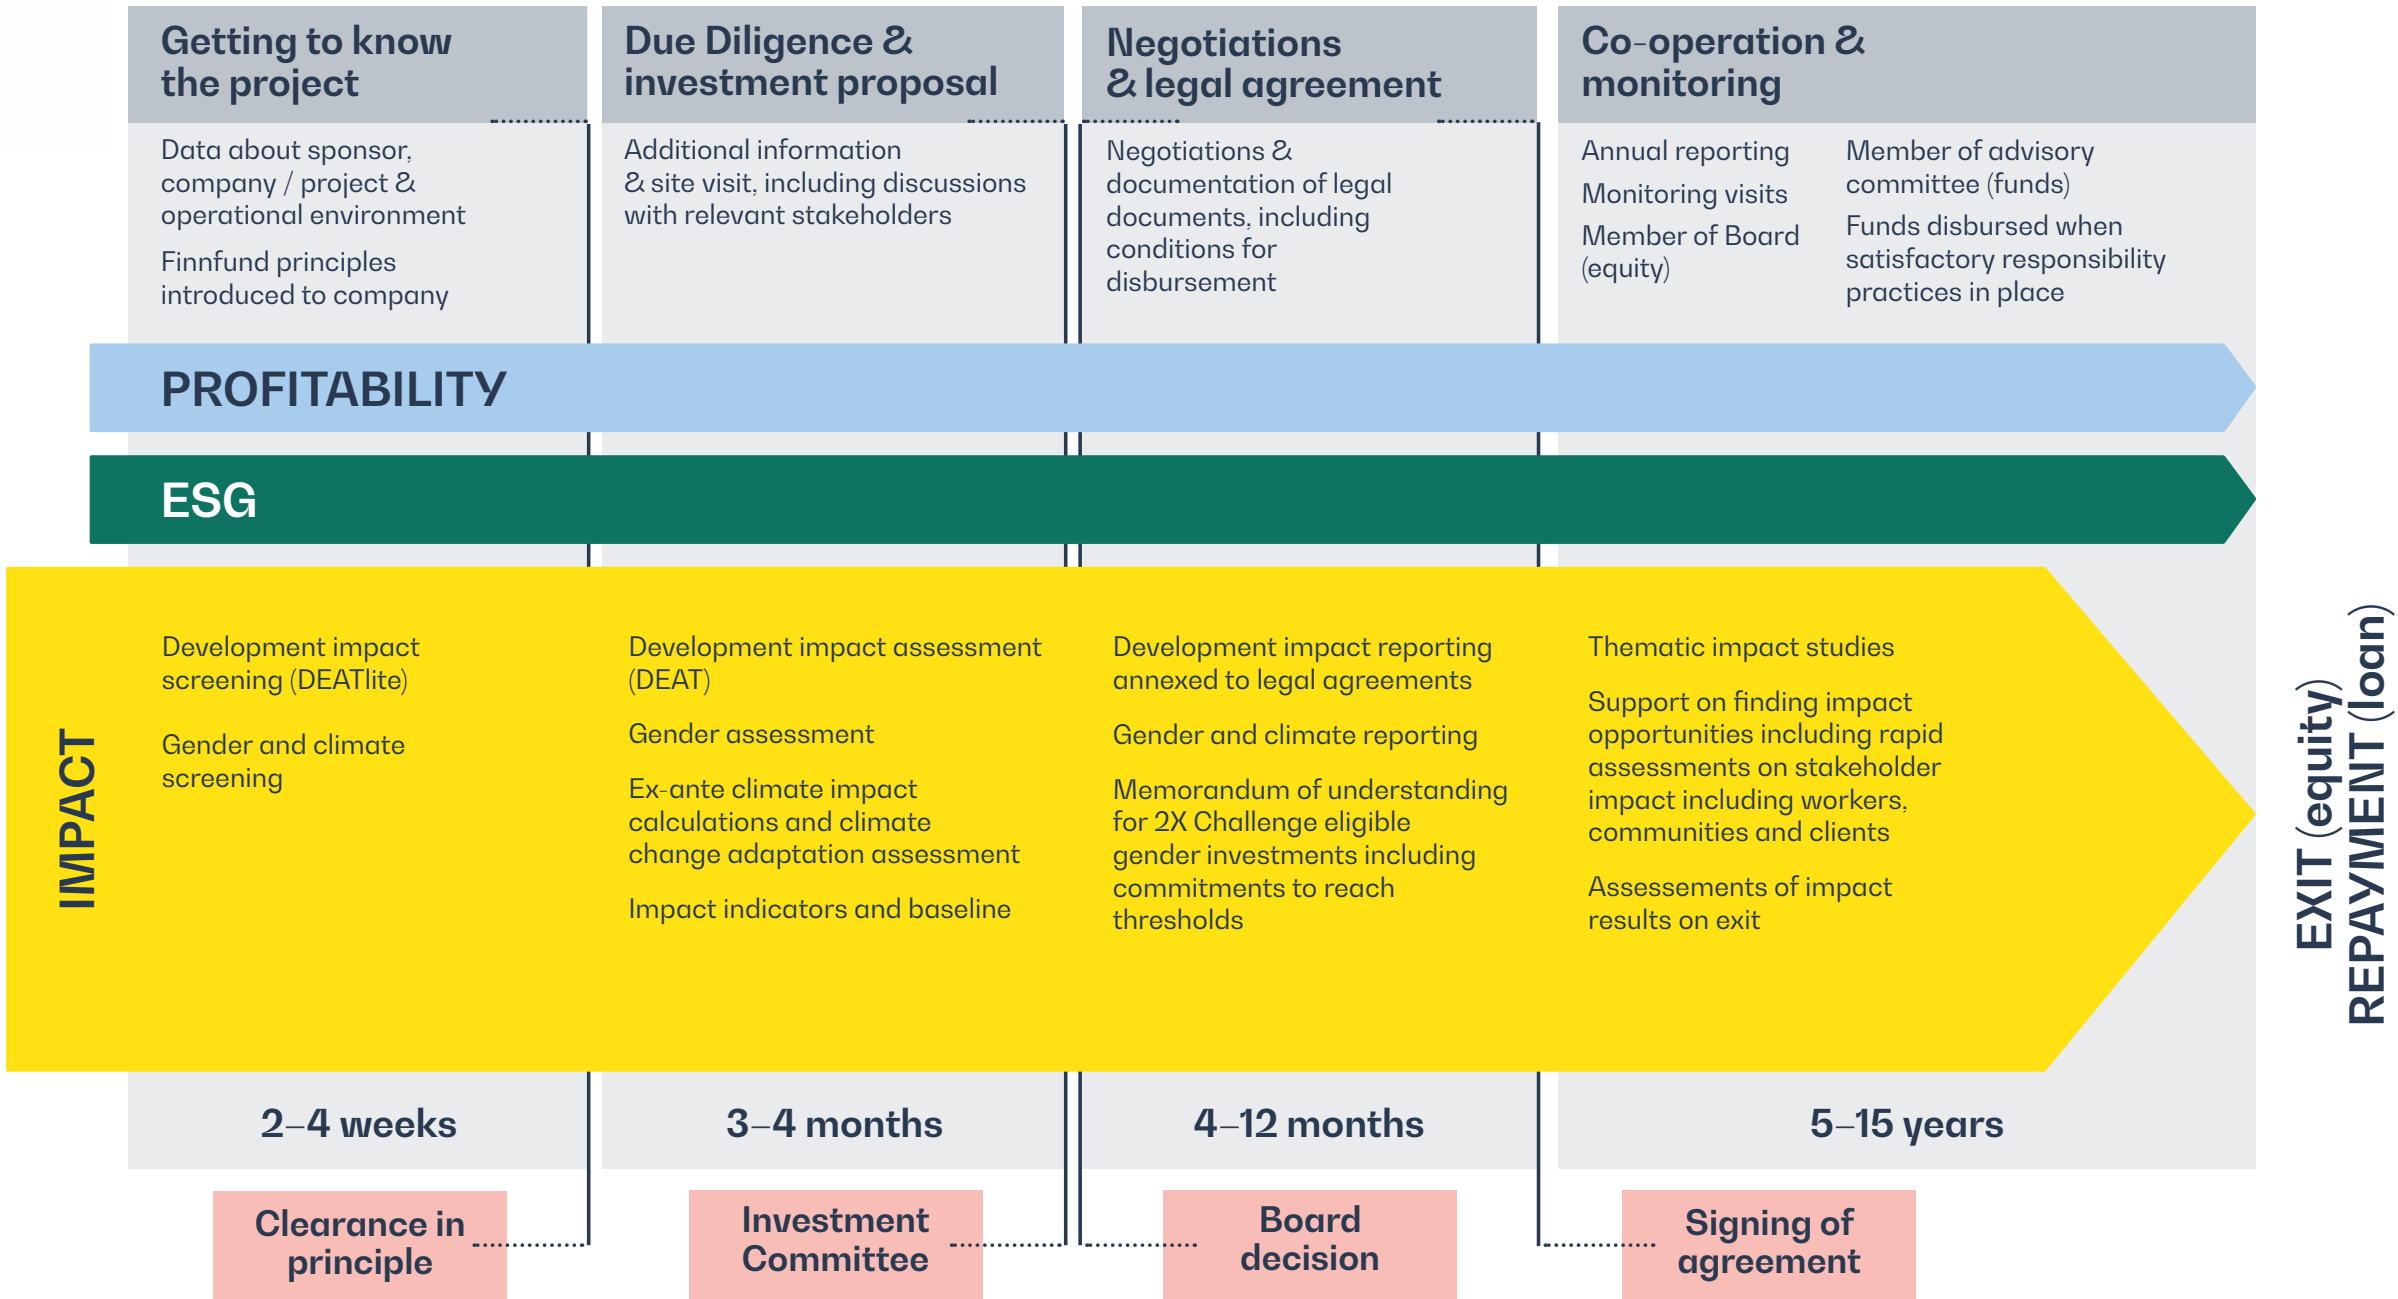 Getting to know
the project
Data about sponsor,
company / project &
operational environment
Finnfund principles
introduced to company
Due Diligence &
investment proposal
Additional information
& site visit, including discussions
with relevant stakeholders
Negotiations
& legal agreement
Negotiations &
documentation of legal
documents, including
conditions for
disbursement
Co-operation &
monitoring
Annual reporting
Monitoring visits
Member of Board
(equity)
Member of advisory
committee (funds)
Funds disbursed when
satisfactory responsibility
practices in place
PROFITABILITY
ESG
IMPACT
Development impact
screening (DEATlite)
Gender and climate
screening
Development impact assessment
(DEAT)
Gender assessment
Ex-ante climate impact
calculations and climate
change adaptation assessment
Impact indicators and baseline
Development impact reporting
annexed to legal agreements
Gender and climate reporting
Memorandum of understanding
for 2X Challenge eligible
gender investments including
commitments to reach
thresholds
Thematic impact studies
Support on finding impact
opportunities including rapid
assessments on stakeholder
impact including workers,
communities and clients
Assessements of impact
results on exit
EXIT (equity)
REPAYMENT (loan)
2–4 weeks
3–4 months
4–12 months
5–15 years
Clearance in
principle
Investment
Committee
Board
decision
Signing of
agreement